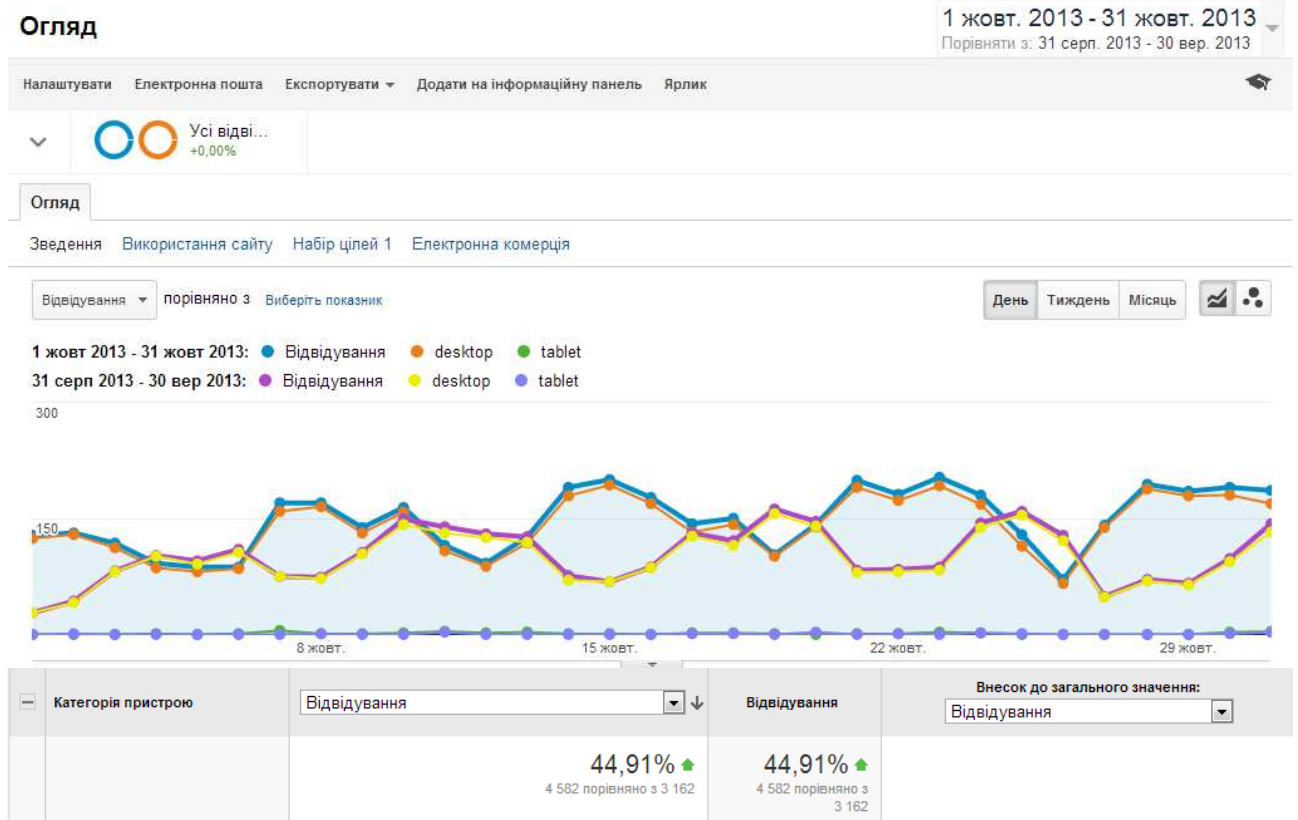 Огляд
1 жовт. 2013 - 31 жовт. 2013
Порівняти з: 31 серп. 2013 - 30 вер. 2013
Налаштувати Електронна пошта Експортувати Додати на інформаційну панель Ярлик
Усі відві...
+0,00%
Огляд
Зведення Використання сайту Набір цілей 1 Електронна комерція
Відвідування порівняно з Виберіть показник
День Тиждень Місяць
1 жовт 2013 - 31 жовт 2013: Відвідування desktop tablet
31 серп 2013 - 30 вер 2013: Відвідування desktop tablet
300
150
8 жовт. 15 жовт. 22 жовт. 29 жовт.
Категорія пристрою
Відвідування
Відвідування
Внесок до загального значення:
Відвідування
44,91%
4 582 порівняно з 3 162
44,91%
4 582 порівняно з
3 162